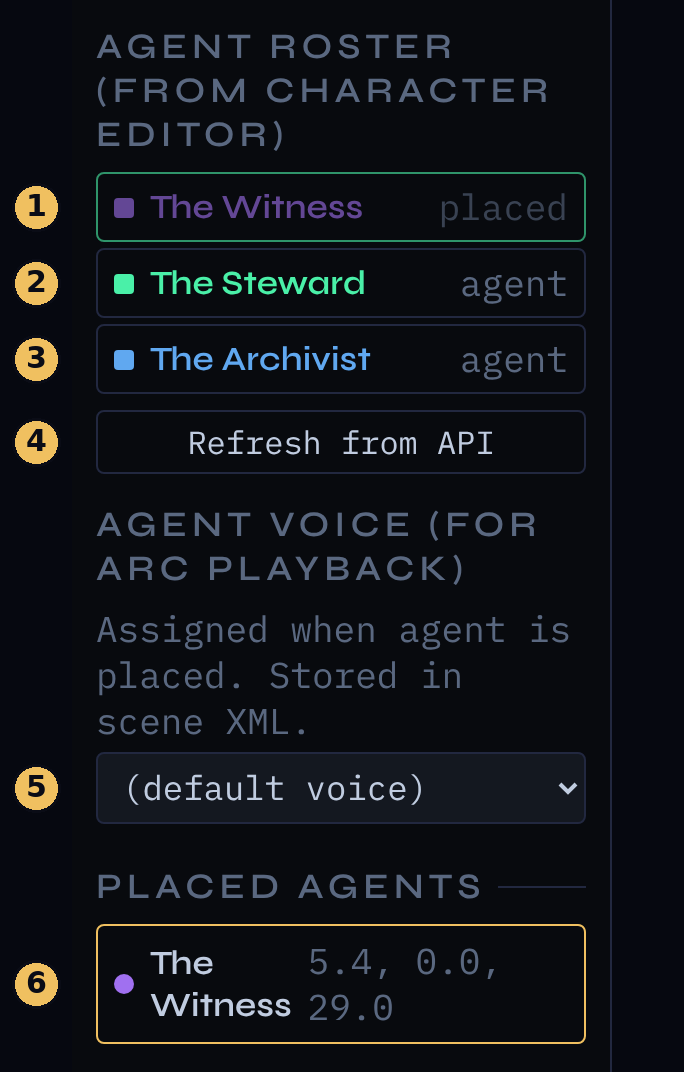 AGENT ROSTER
(FROM CHARACTER
EDITOR)
1 The Witness placed
2 The Steward agent
3 The Archivist agent
4 Refresh from API
AGENT VOICE (FOR
ARC PLAYBACK)
Assigned when agent is
placed. Stored in
scene XML.
5 (default voice)
PLACED AGENTS
The 5.4, 0.0,
6
Witness 29.0